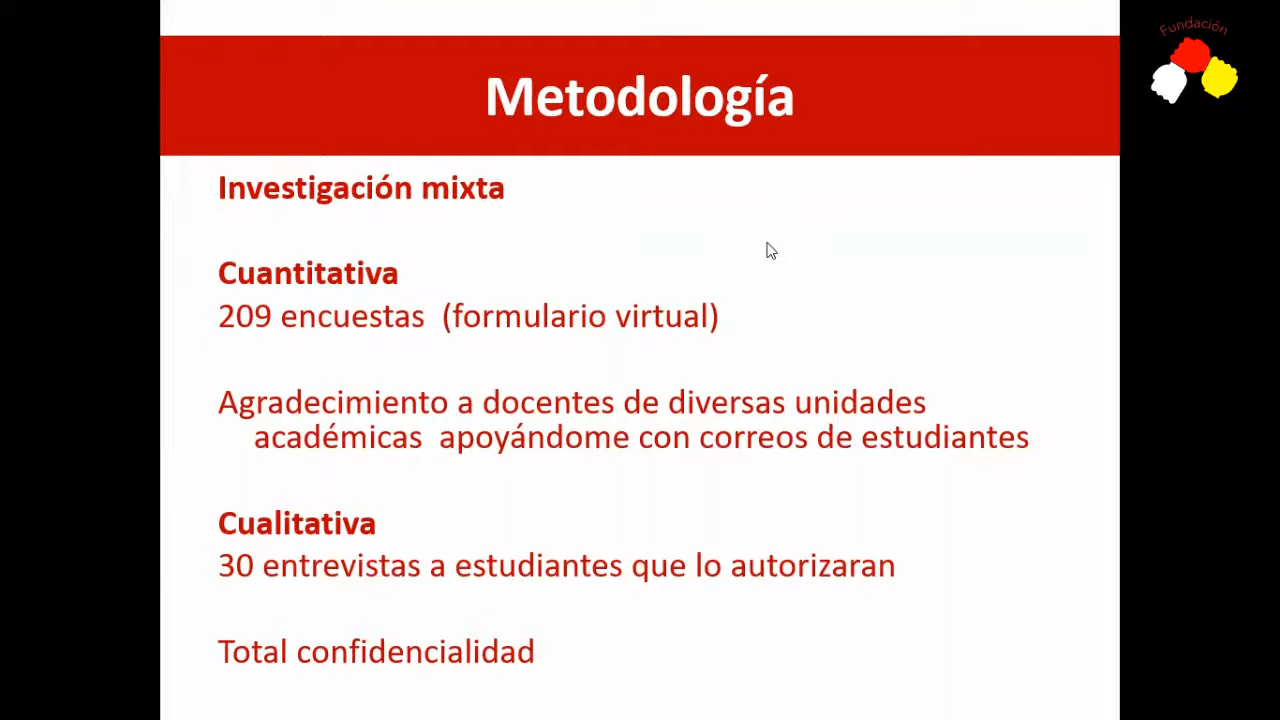 Fundación
Metodología
Investigación mixta
Cuantitativa
209 encuestas (formulario virtual)
Agradecimiento a docentes de diversas unidades
académicas apoyándome con correos de estudiantes
Cualitativa
30 entrevistas a estudiantes que lo autorizaran
Total confidencialidad